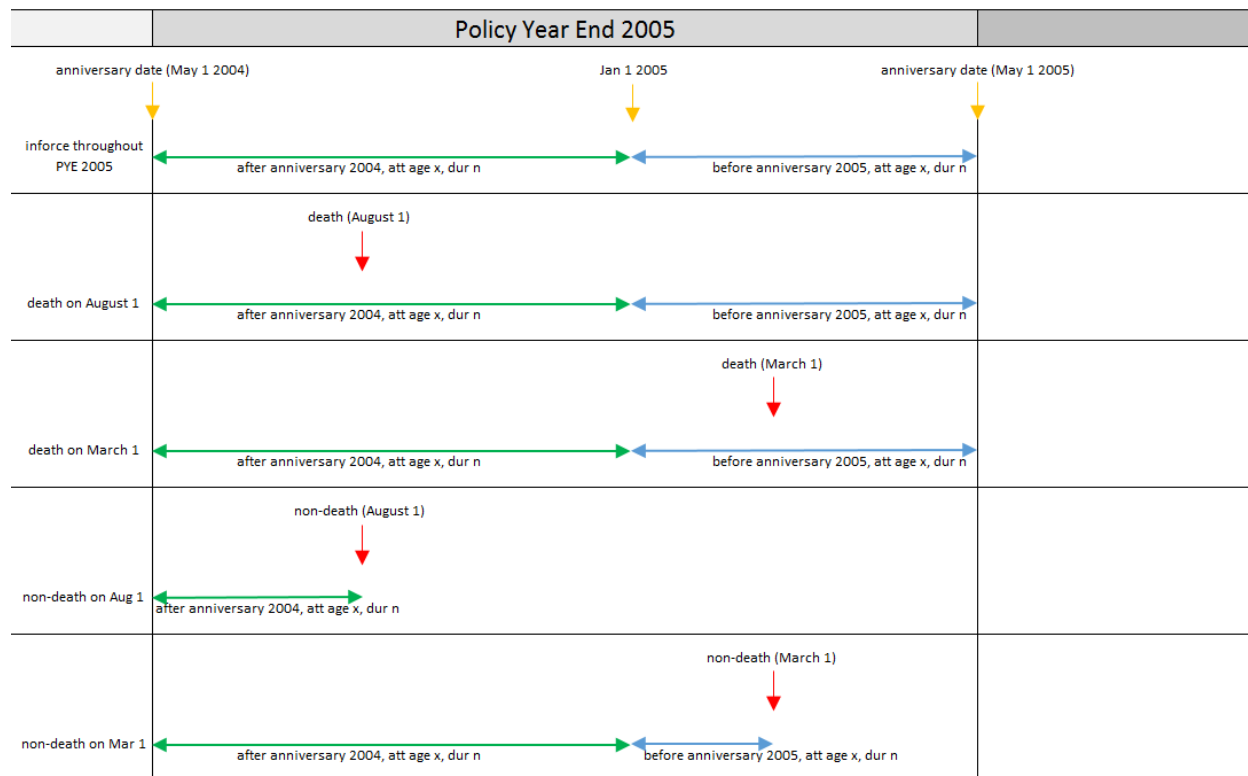 Policy Year End 2005
anniversary date (May 1 2004)
Jan 1 2005
anniversary date (May 1 2005)
inforce throughout
PYE 2005
after anniversary 2004, att age x, dur n
before anniversary 2005, att age x, dur n
death (August 1)
death on August 1
after anniversary 2004, att age x, dur n
before anniversary 2005, att age x, dur n
death (March 1)
death on March 1
after anniversary 2004, att age x, dur n
before anniversary 2005, att age x, dur n
non-death (August 1)
non-death on Aug 1
after anniversary 2004, att age x, dur n
non-death (March 1)
non-death on Mar 1
after anniversary 2004, att age x, dur n
before anniversary 2005, att age x, dur n